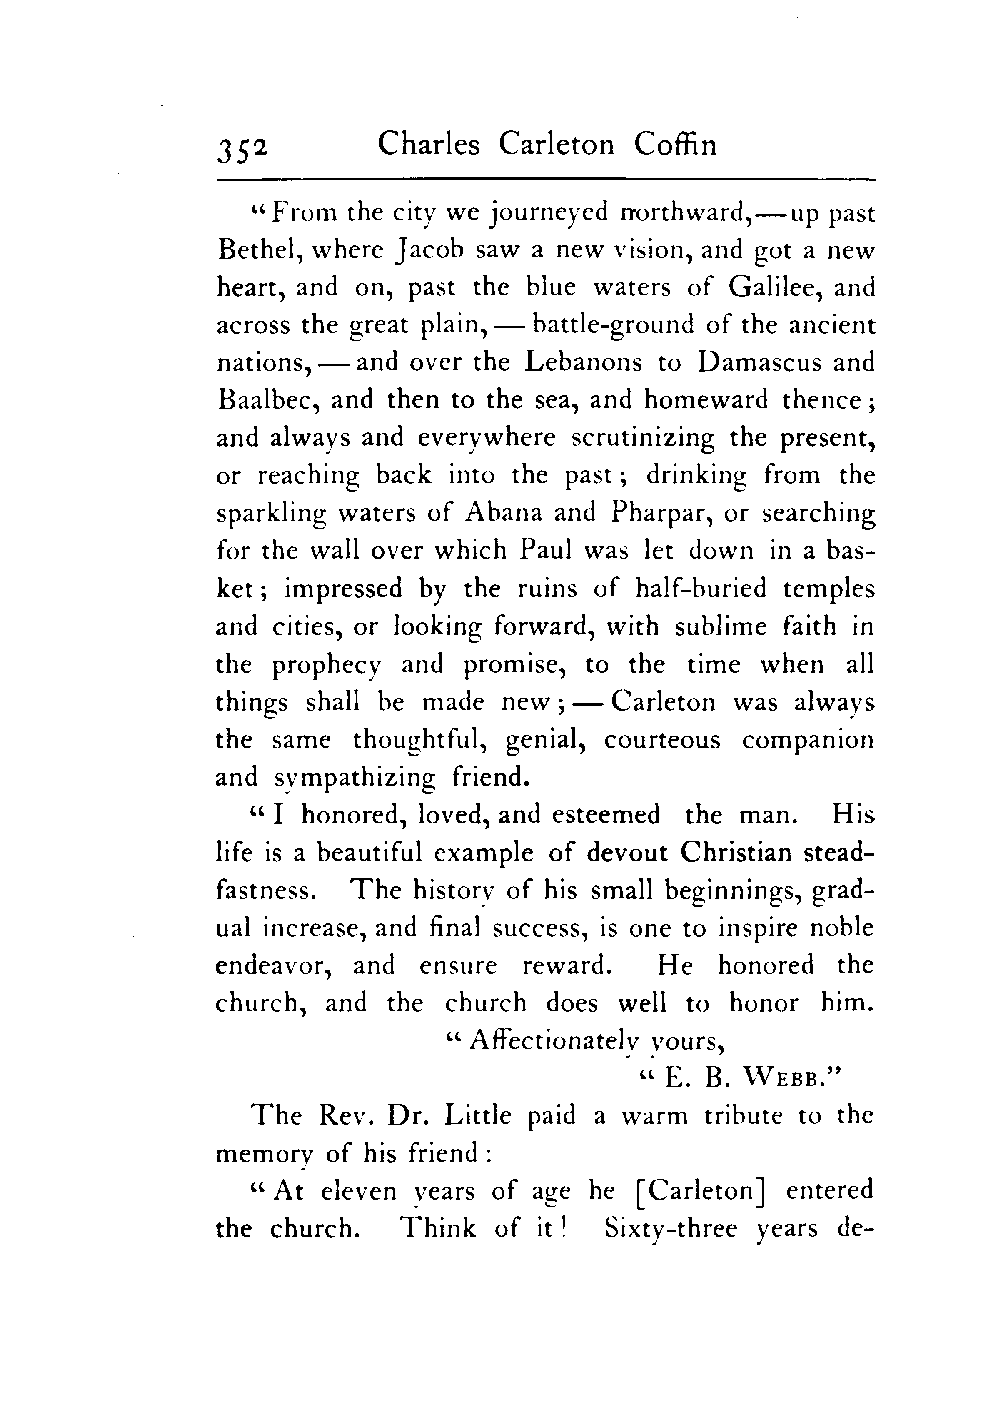 352 Charles Carleton Coffin
“From the city we journeyed northward,—up past
Bethel, where Jacob saw a new vision, and got a new
heart, and on, past the blue waters of Galilee, and
across the great plain, — battle-ground of the ancient
nations, — and over the Lebanons to Damascus and
Baalbec, and then to the sea, and homeward thence ;
and always and everywhere scrutinizing the present,
or reaching back into the past ; drinking from the
sparkling waters of Abana and Pharpar, or searching
for the wall over which Paul was let down in a bas-
ket ; impressed by the ruins of half-buried temples
and cities, or looking forward, with sublime faith in
the prophecy and promise, to the time when all
things shall be made new ; — Carleton was always
the same thoughtful, genial, courteous companion
and sympathizing friend.
“ I honored, loved, and esteemed the man. His
life is a beautiful example of devout Christian stead-
fastness. The history of his small beginnings, grad-
ual increase, and final success, is one to inspire noble
endeavor, and ensure reward. He honored the
church, and the church does well to honor him.
“ Affectionately yours,
“ E. B. WEBB.”
The Rev. Dr. Little paid a warm tribute to the
memory of his friend :
“ At eleven years of age he [Carleton] entered
the church. Think of it ! Sixty-three years de-